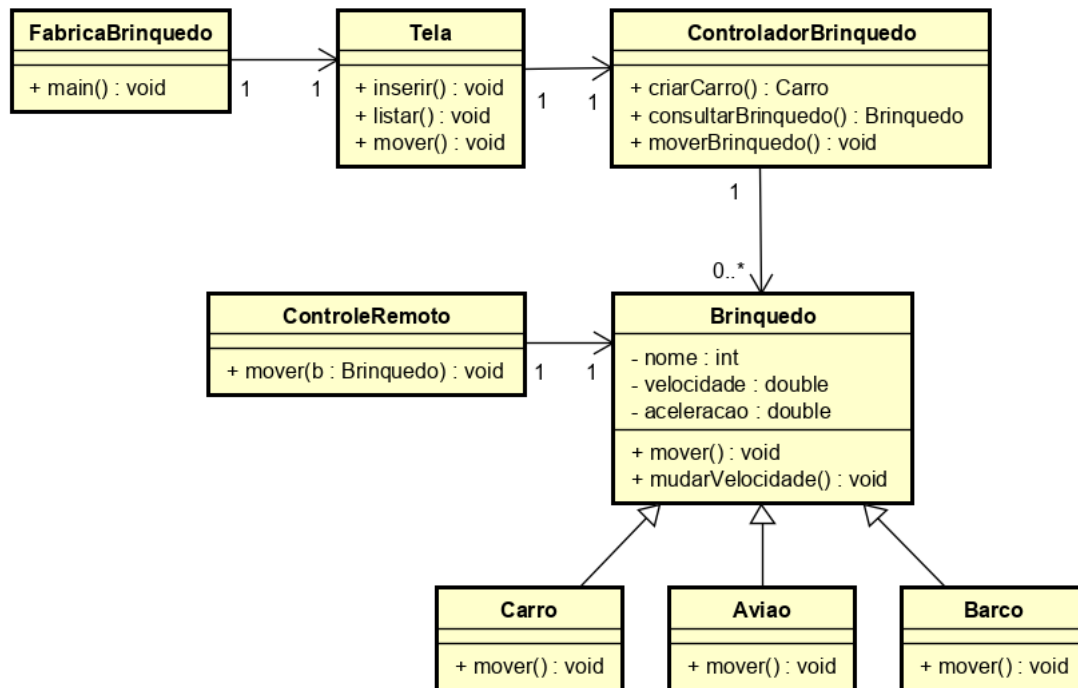 FabricaBrinquedo
+ main() : void
1
1
Tela
+ inserir() : void
+ listar() : void
+ mover() : void
1
1
ControladorBrinquedo
+ criarCarro() : Carro
+ consultarBrinquedo() : Brinquedo
+ moverBrinquedo() : void
1
0..*
ControleRemoto
+ mover(b : Brinquedo) : void
1
1
Brinquedo
- nome : int
- velocidade : double
- aceleracao : double
+ mover() : void
+ mudarVelocidade() : void
Carro
+ mover() : void
Aviao
+ mover() : void
Barco
+ mover() : void